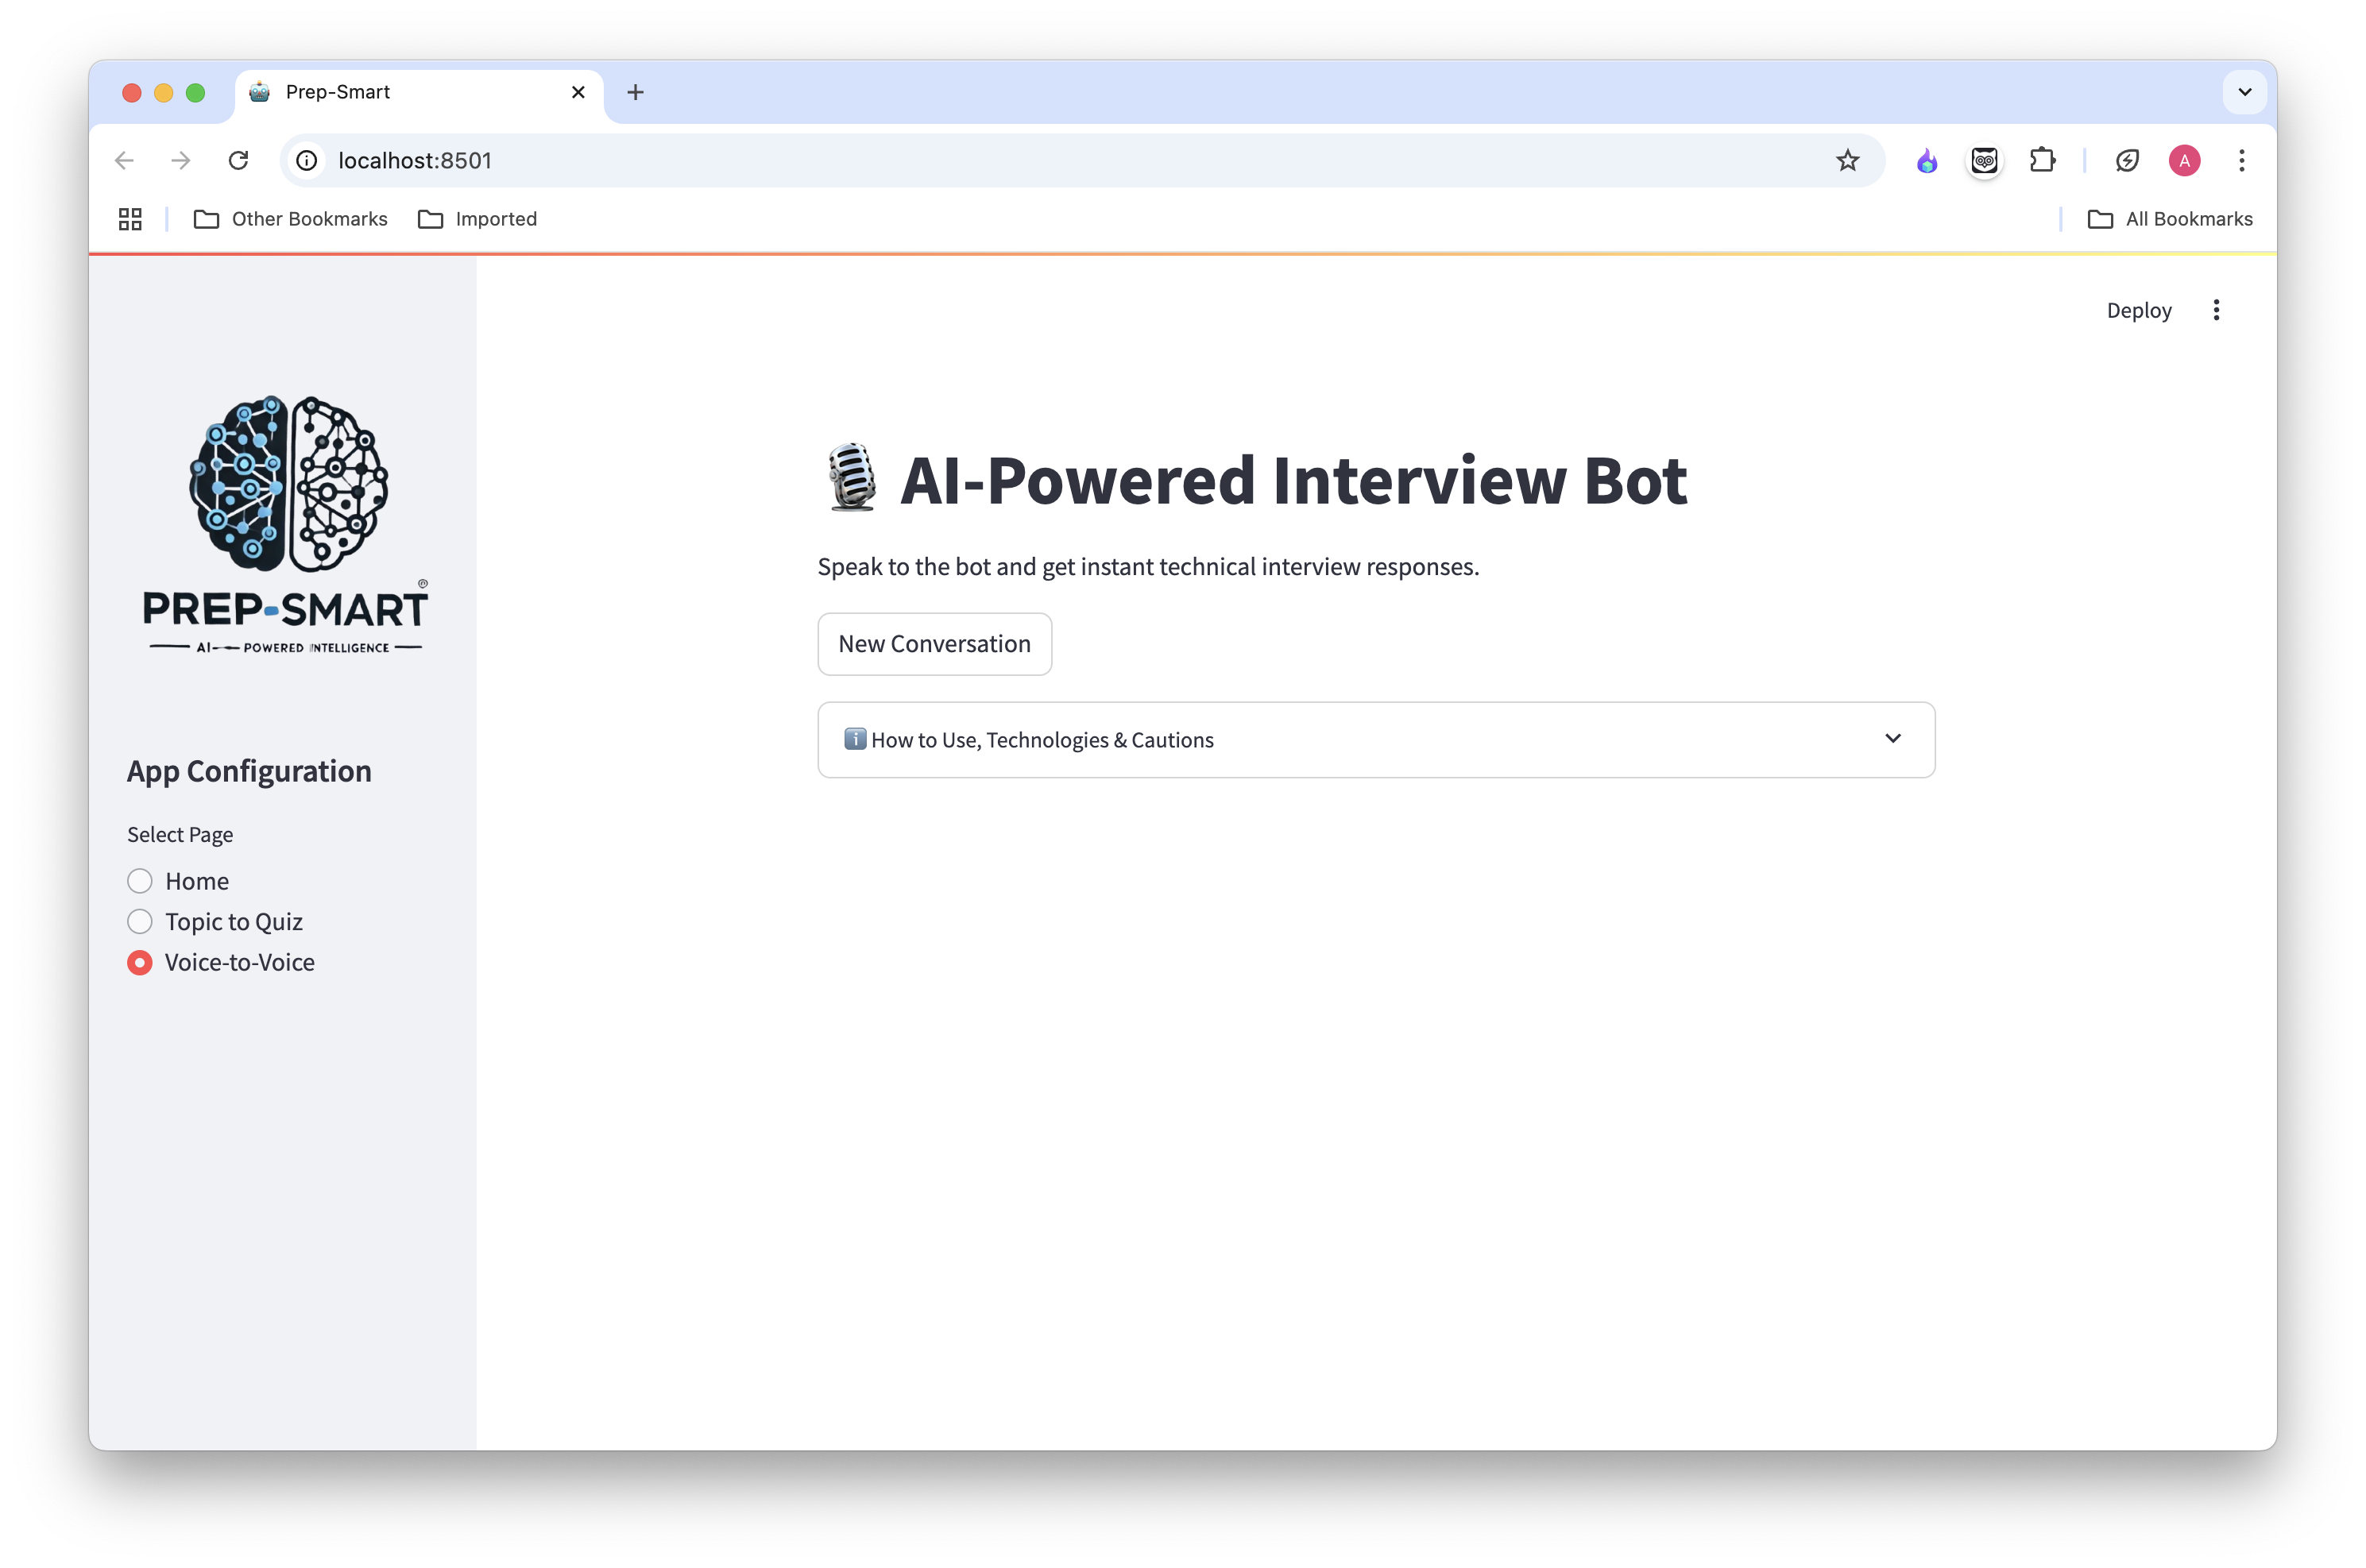 Prep-Smart
localhost:8501
A
Other Bookmarks
Imported
All Bookmarks
Deploy
PREP-SMART
AI POWERED INTELLIGENCE
App Configuration
Select Page
Home
Topic to Quiz
Voice-to-Voice
AI-Powered Interview Bot
Speak to the bot and get instant technical interview responses.
New Conversation
How to Use, Technologies & Cautions